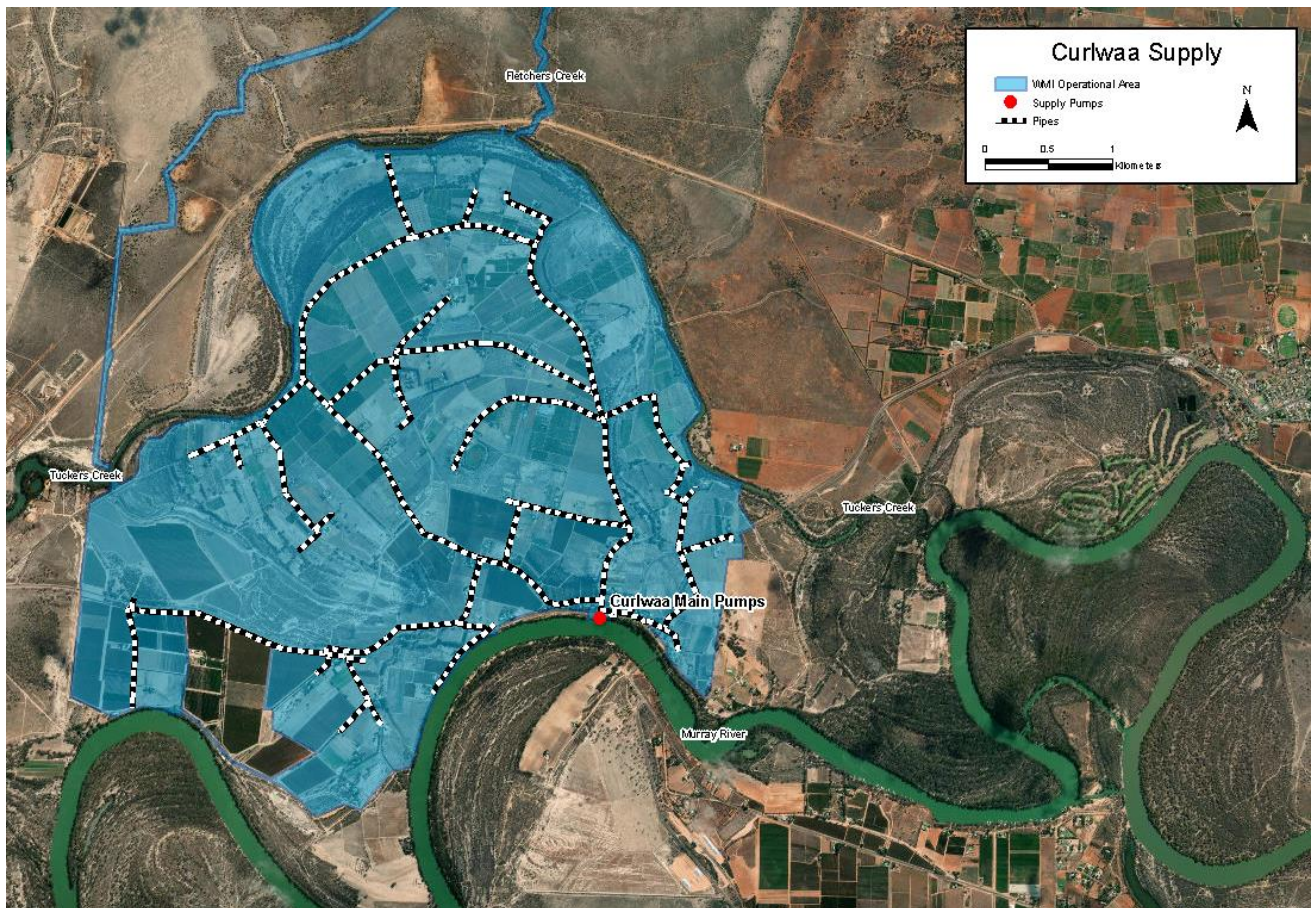 Curlwaa Supply
WMI Operational Area
Supply Pumps
Pipes
N
0 0.5 1
Kilometers
Fletchers Creek
Tuckers Creek
Tuckers Creek
Curlwaa Main Pumps
Murray River